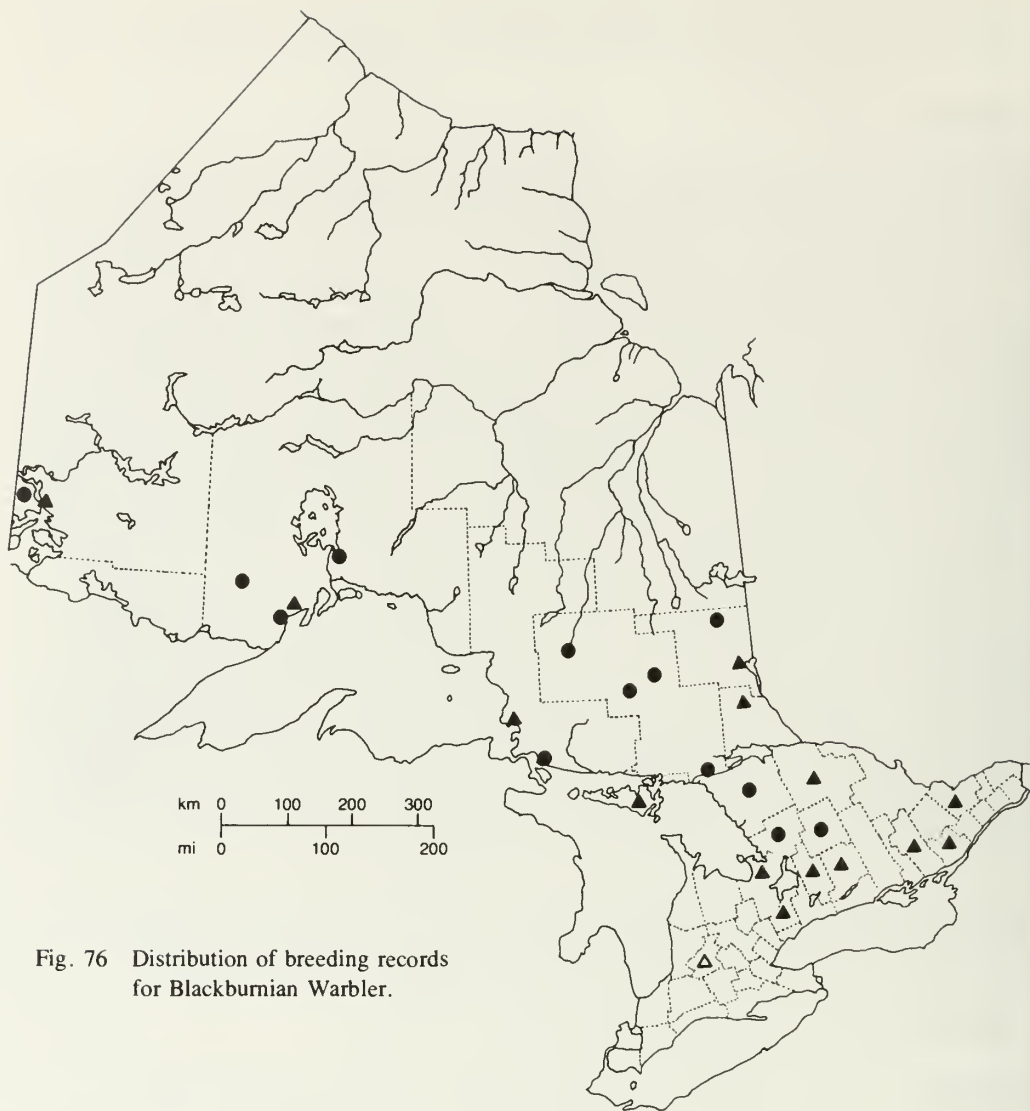 km 0 100 200 300
mi 0 100 200
Fig. 76 Distribution of breeding records
for Blackburnian Warbler.